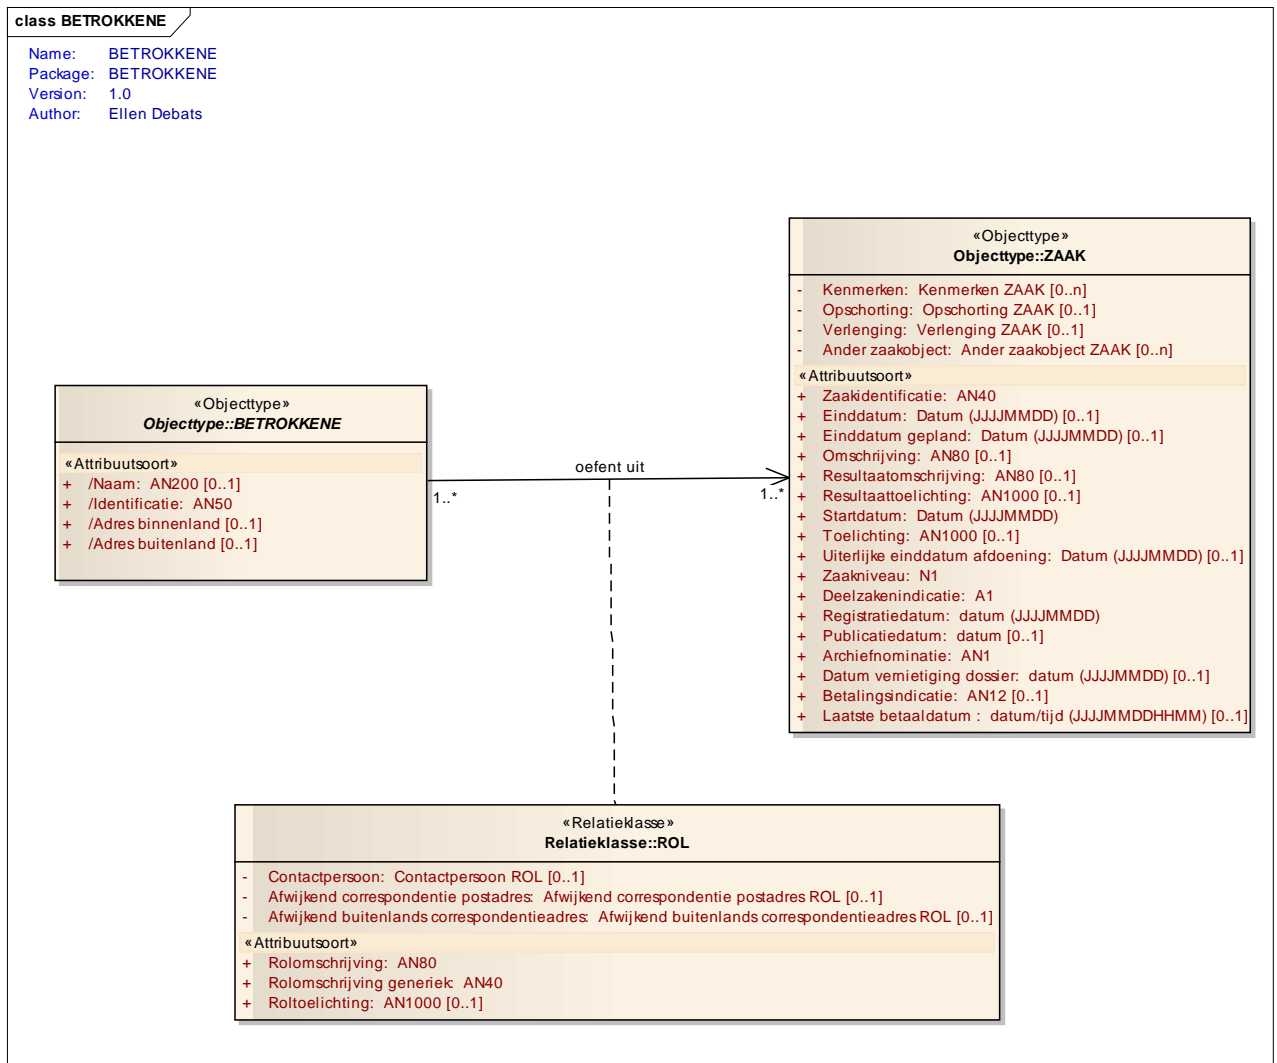 class BETROKKENE
Name: BETROKKENE
Package: BETROKKENE
Version: 1.0
Author: Ellen Debats
«Objecttype»
Objecttype::ZAAK
- Kenmerken: Kenmerken ZAAK [0..n]
- Opschorting: Opschorting ZAAK [0..1]
- Verlenging: Verlenging ZAAK [0..1]
- Ander zaakobject: Ander zaakobject ZAAK [0..n]
«Attribuutsoort»
+ Zaakidentificatie: AN40
+ Einddatum: Datum (JJJJMMDD) [0..1]
+ Einddatum gepland: Datum (JJJJMMDD) [0..1]
+ Omschrijving: AN80 [0..1]
+ Resultaatomschrijving: AN80 [0..1]
+ Resultaattoelichting: AN1000 [0..1]
+ Startdatum: Datum (JJJJMMDD)
+ Toelichting: AN1000 [0..1]
+ Uiterlijke einddatum afdoening: Datum (JJJJMMDD) [0..1]
+ Zaakniveau: N1
+ Deelzakenindicatie: A1
+ Registratiedatum: datum (JJJJMMDD)
+ Publicatiedatum: datum [0..1]
+ Archiefnominatie: AN1
+ Datum vernietiging dossier: datum (JJJJMMDD) [0..1]
+ Betalingsindicatie: AN12 [0..1]
+ Laatste betaaldatum : datum/tijd (JJJJMMDDHHMM) [0..1]
«Objecttype»
Objecttype::BETROKKENE
«Attribuutsoort»
+ /Naam: AN200 [0..1]
+ /Identificatie: AN50
+ /Adres binnenland [0..1]
+ /Adres buitenland [0..1]
oefent uit
1..*
1..*
«Relatieklasse»
Relatieklasse::ROL
- Contactpersoon: Contactpersoon ROL [0..1]
- Afwijkend correspondentie postadres: Afwijkend correspondentie postadres ROL [0..1]
- Afwijkend buitenlands correspondentieadres: Afwijkend buitenlands correspondentieadres ROL [0..1]
«Attribuutsoort»
+ Rolomschrijving: AN80
+ Rolomschrijving generiek: AN40
+ Roltoelichting: AN1000 [0..1]